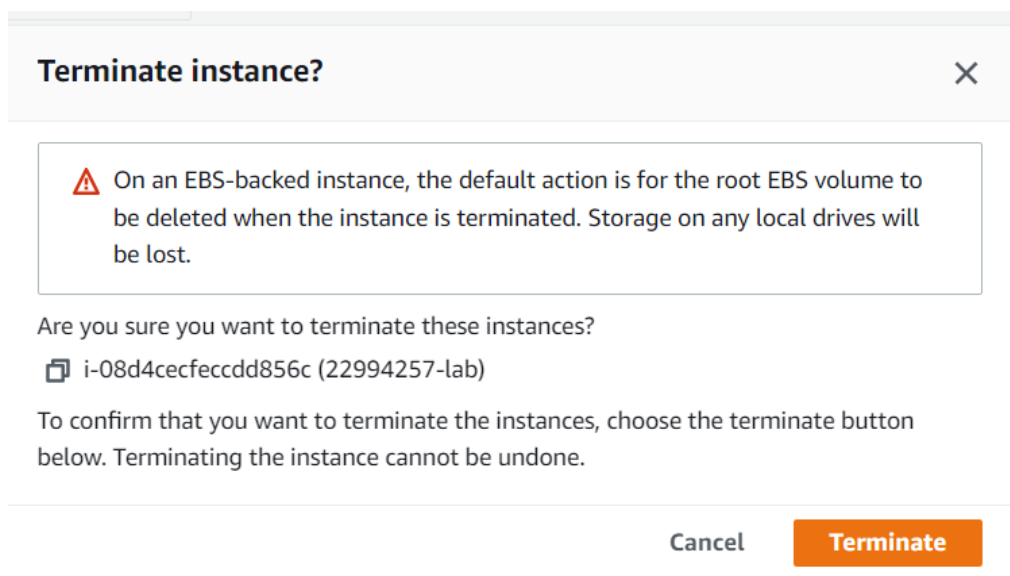 Terminate instance?
On an EBS-backed instance, the default action is for the root EBS volume to
be deleted when the instance is terminated. Storage on any local drives will
be lost.
Are you sure you want to terminate these instances?
i-08d4cecfeccdd856c (22994257-lab)
To confirm that you want to terminate the instances, choose the terminate button
below. Terminating the instance cannot be undone.
Cancel
Terminate